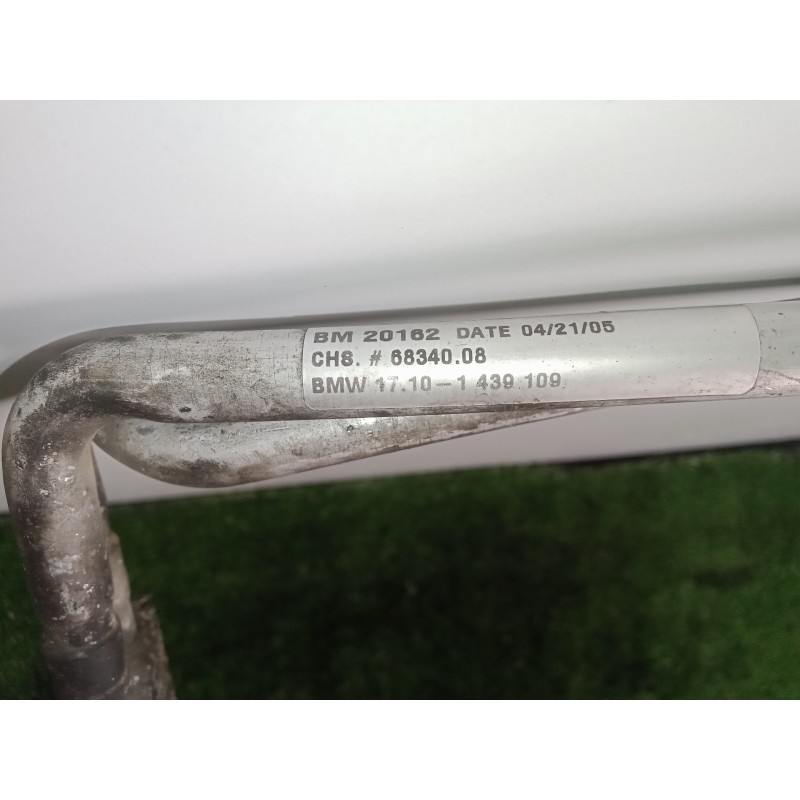 BM 20162 DATE 04/21/05
CHS. # 68340.08
BMW 17.10-1 439 109